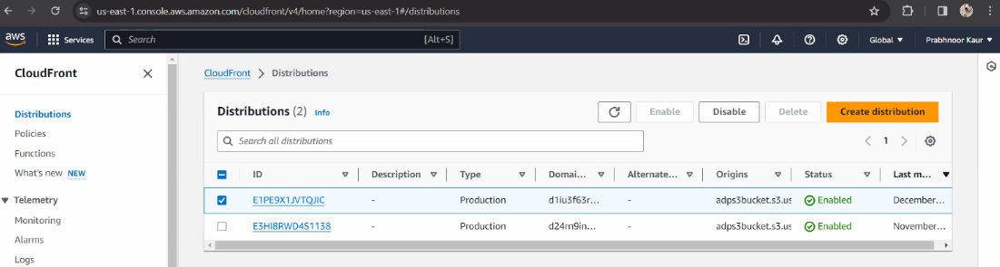 us-east-1.console.aws.amazon.com/cloudfront/v4/home?region=us-east-1#/distributions
aws Services Search [Alt+S] Global Prabhnoor Kaur
CloudFront
CloudFront > Distributions
Distributions
Policies
Functions
What's new NEW
Telemetry
Monitoring
Alarms
Logs
Distributions (2) Info Enable Disable Delete Create distribution
Search all distributions 1
ID Description Type Domai... Alternate... Origins Status Last m...
E1PE9X1JVTQJIC - Production d1iu3f63r... - adps3bucket.s3.us Enabled December...
E3HI8RWD4S1138 - Production d24rn9in... - adps3bucket.s3.us Enabled November...